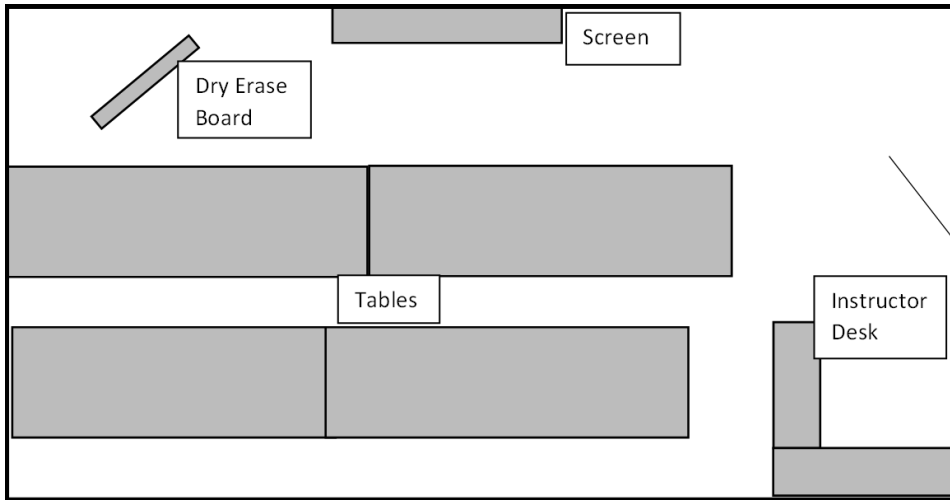 Screen
Dry Erase
Board
Tables
Instructor
Desk